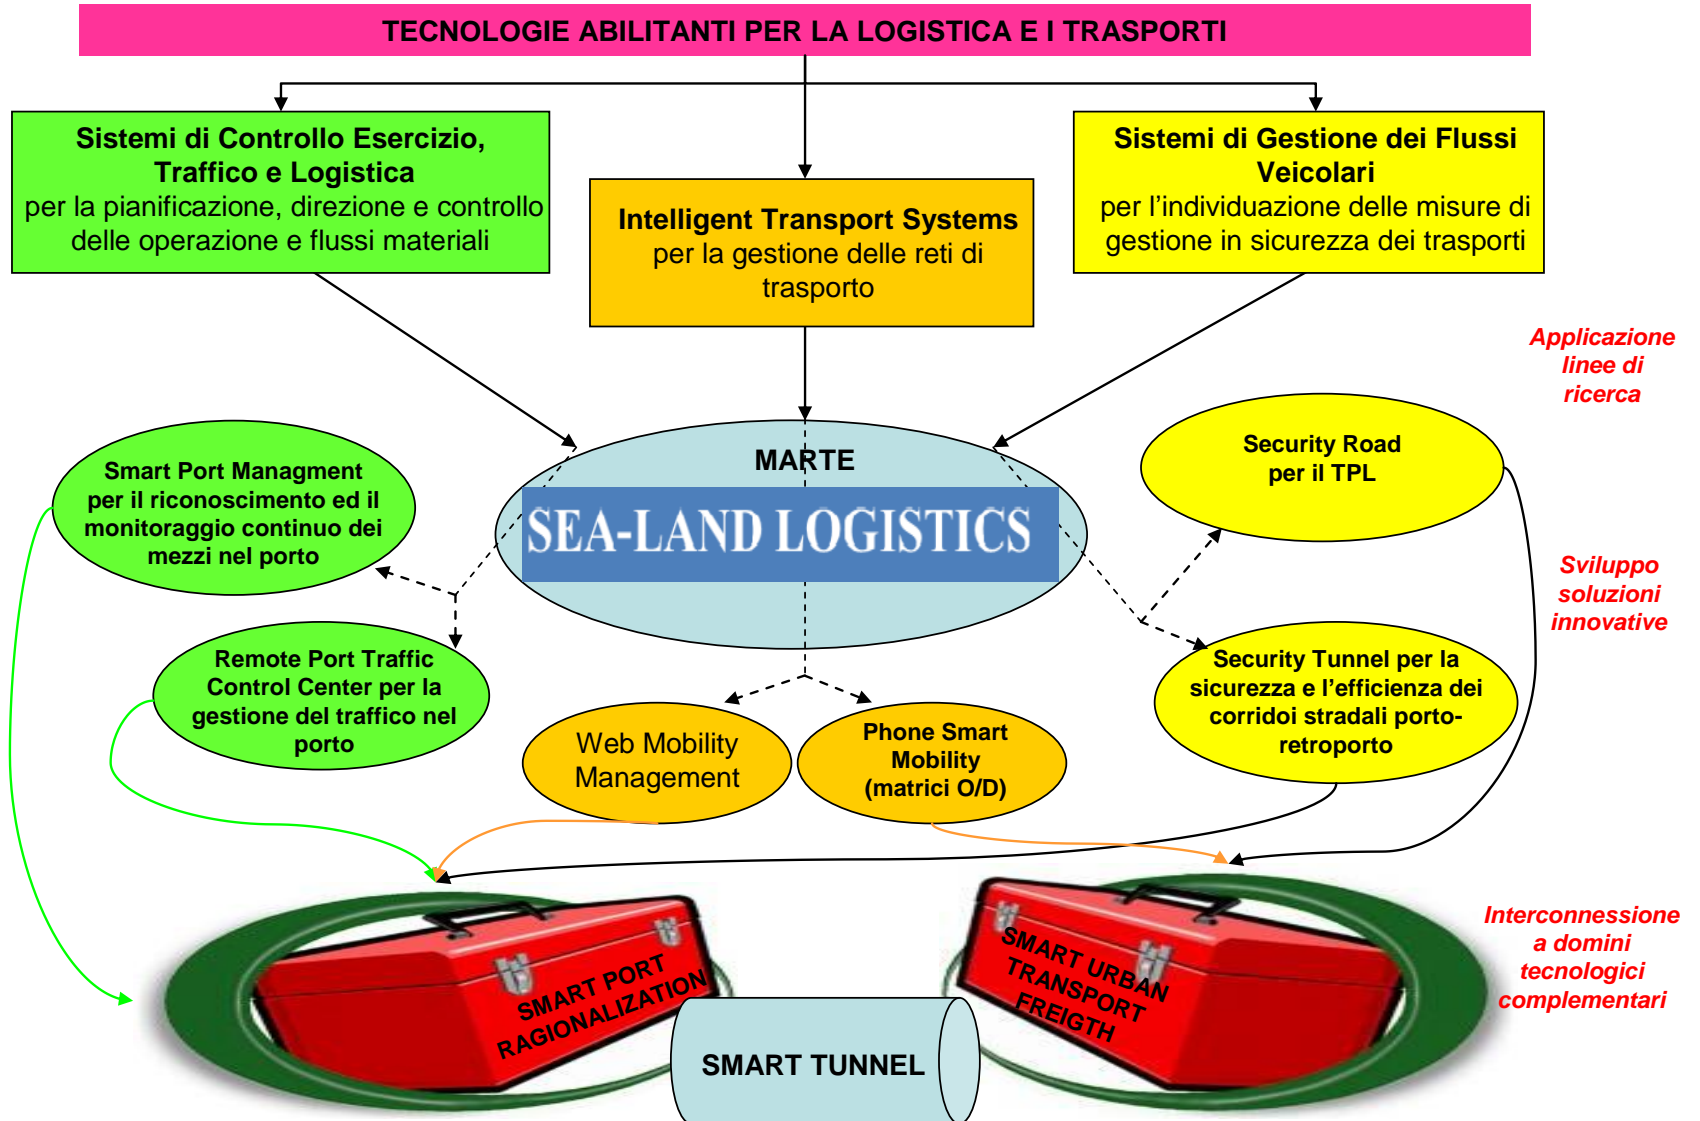 TECNOLOGIE ABILITANTI PER LA LOGISTICA E I TRASPORTI
Sistemi di Controllo Esercizio,
Traffico e Logistica
per la pianificazione, direzione e controllo
delle operazione e flussi materiali
Intelligent Transport Systems
per la gestione delle reti di
trasporto
Sistemi di Gestione dei Flussi
Veicolari
per l’individuazione delle misure di
gestione in sicurezza dei trasporti
Applicazione
linee di
ricerca
Smart Port Managment
per il riconoscimento ed il
monitoraggio continuo dei
mezzi nel porto
MARTE
SEA-LAND LOGISTICS
Security Road
per il TPL
Sviluppo
soluzioni
innovative
Remote Port Traffic
Control Center per la
gestione del traffico nel
porto
Web Mobility
Management
Phone Smart
Mobility
(matrici O/D)
Security Tunnel per la
sicurezza e l’efficienza dei
corridoi stradali porto-
retroporto
SMART PORT
RAGIONALIZATION
SMART URBAN
TRANSPORT
FREIGTH
Interconnessione
a domini
tecnologici
complementari
SMART TUNNEL